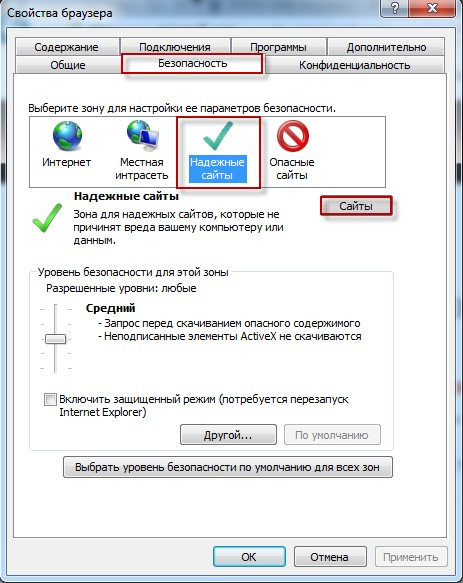 Свойства браузера
Содержание Подключения Программы Дополнительно
Общие Безопасность Конфиденциальность
Выберите зону для настройки ее параметров безопасности.
Интернет Местная интрасеть Надежные сайты Опасные сайты
Надежные сайты
Сайты
Зона для надежных сайтов, которые не
причинят вреда вашему компьютеру или
данным.
Уровень безопасности для этой зоны
Разрешенные уровни: любые
Средний
- Запрос перед скачиванием опасного содержимого
- Неподписанные элементы ActiveX не скачиваются
Включить защищенный режим (потребуется перезапуск
Internet Explorer)
Другой... По умолчанию
Выбрать уровень безопасности по умолчанию для всех зон
ОК Отмена Применить